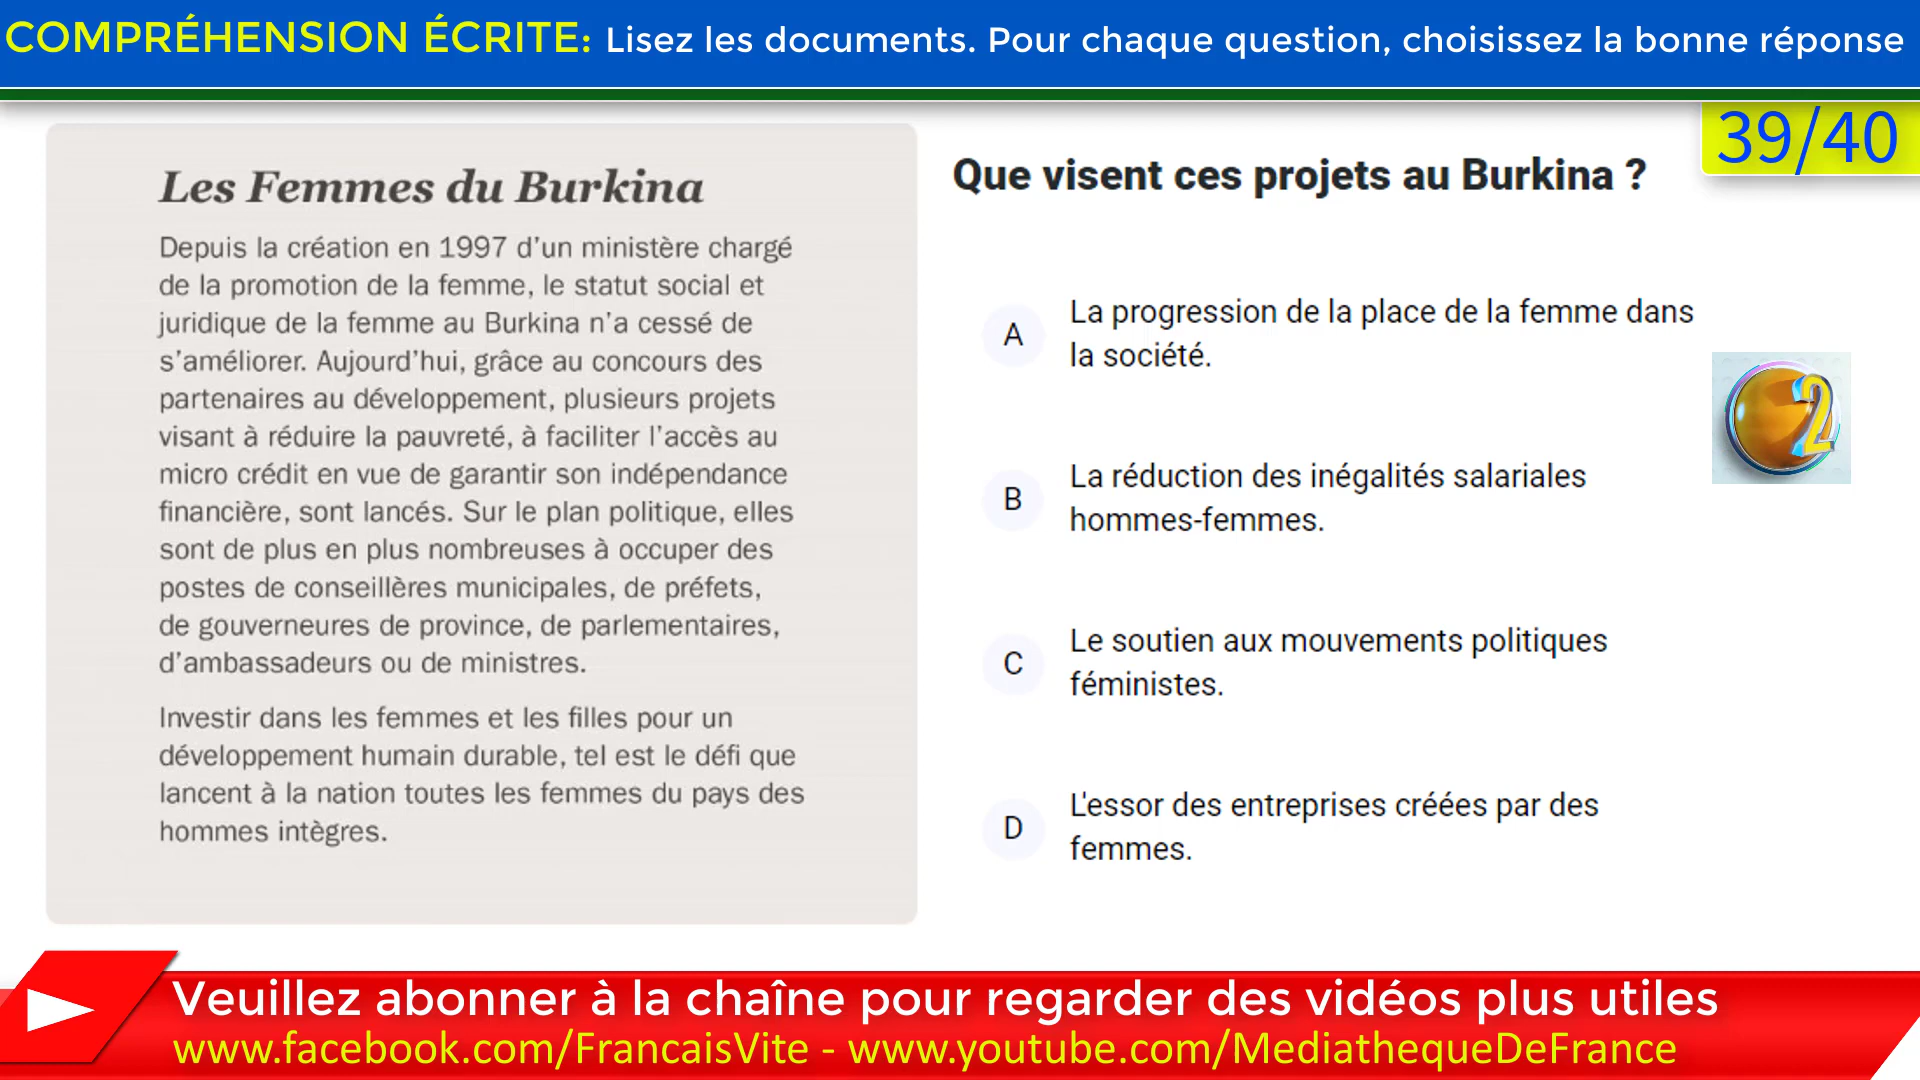 COMPRÉHENSION ÉCRITE: Lisez les documents. Pour chaque question, choisissez la bonne réponse
39/40
Les Femmes du Burkina
Depuis la création en 1997 d'un ministère chargé
de la promotion de la femme, le statut social et
juridique de la femme au Burkina n'a cessé de
s'améliorer. Aujourd'hui, grâce au concours des
partenaires au développement, plusieurs projets
visant à réduire la pauvreté, à faciliter l'accès au
micro crédit en vue de garantir son indépendance
financière, sont lancés. Sur le plan politique, elles
sont de plus en plus nombreuses à occuper des
postes de conseillères municipales, de préfets,
de gouverneures de province, de parlementaires,
d'ambassadeurs ou de ministres.
Investir dans les femmes et les filles pour un
développement humain durable, tel est le défi que
lancent à la nation toutes les femmes du pays des
hommes intègres.
Que visent ces projets au Burkina ?
A La progression de la place de la femme dans
la société.
B La réduction des inégalités salariales
hommes-femmes.
C Le soutien aux mouvements politiques
féministes.
D L'essor des entreprises créées par des
femmes.
2
Veuillez abonner à la chaîne pour regarder des vidéos plus utiles
www.facebook.com/FrancaisVite - www.youtube.com/MediathequeDeFrance